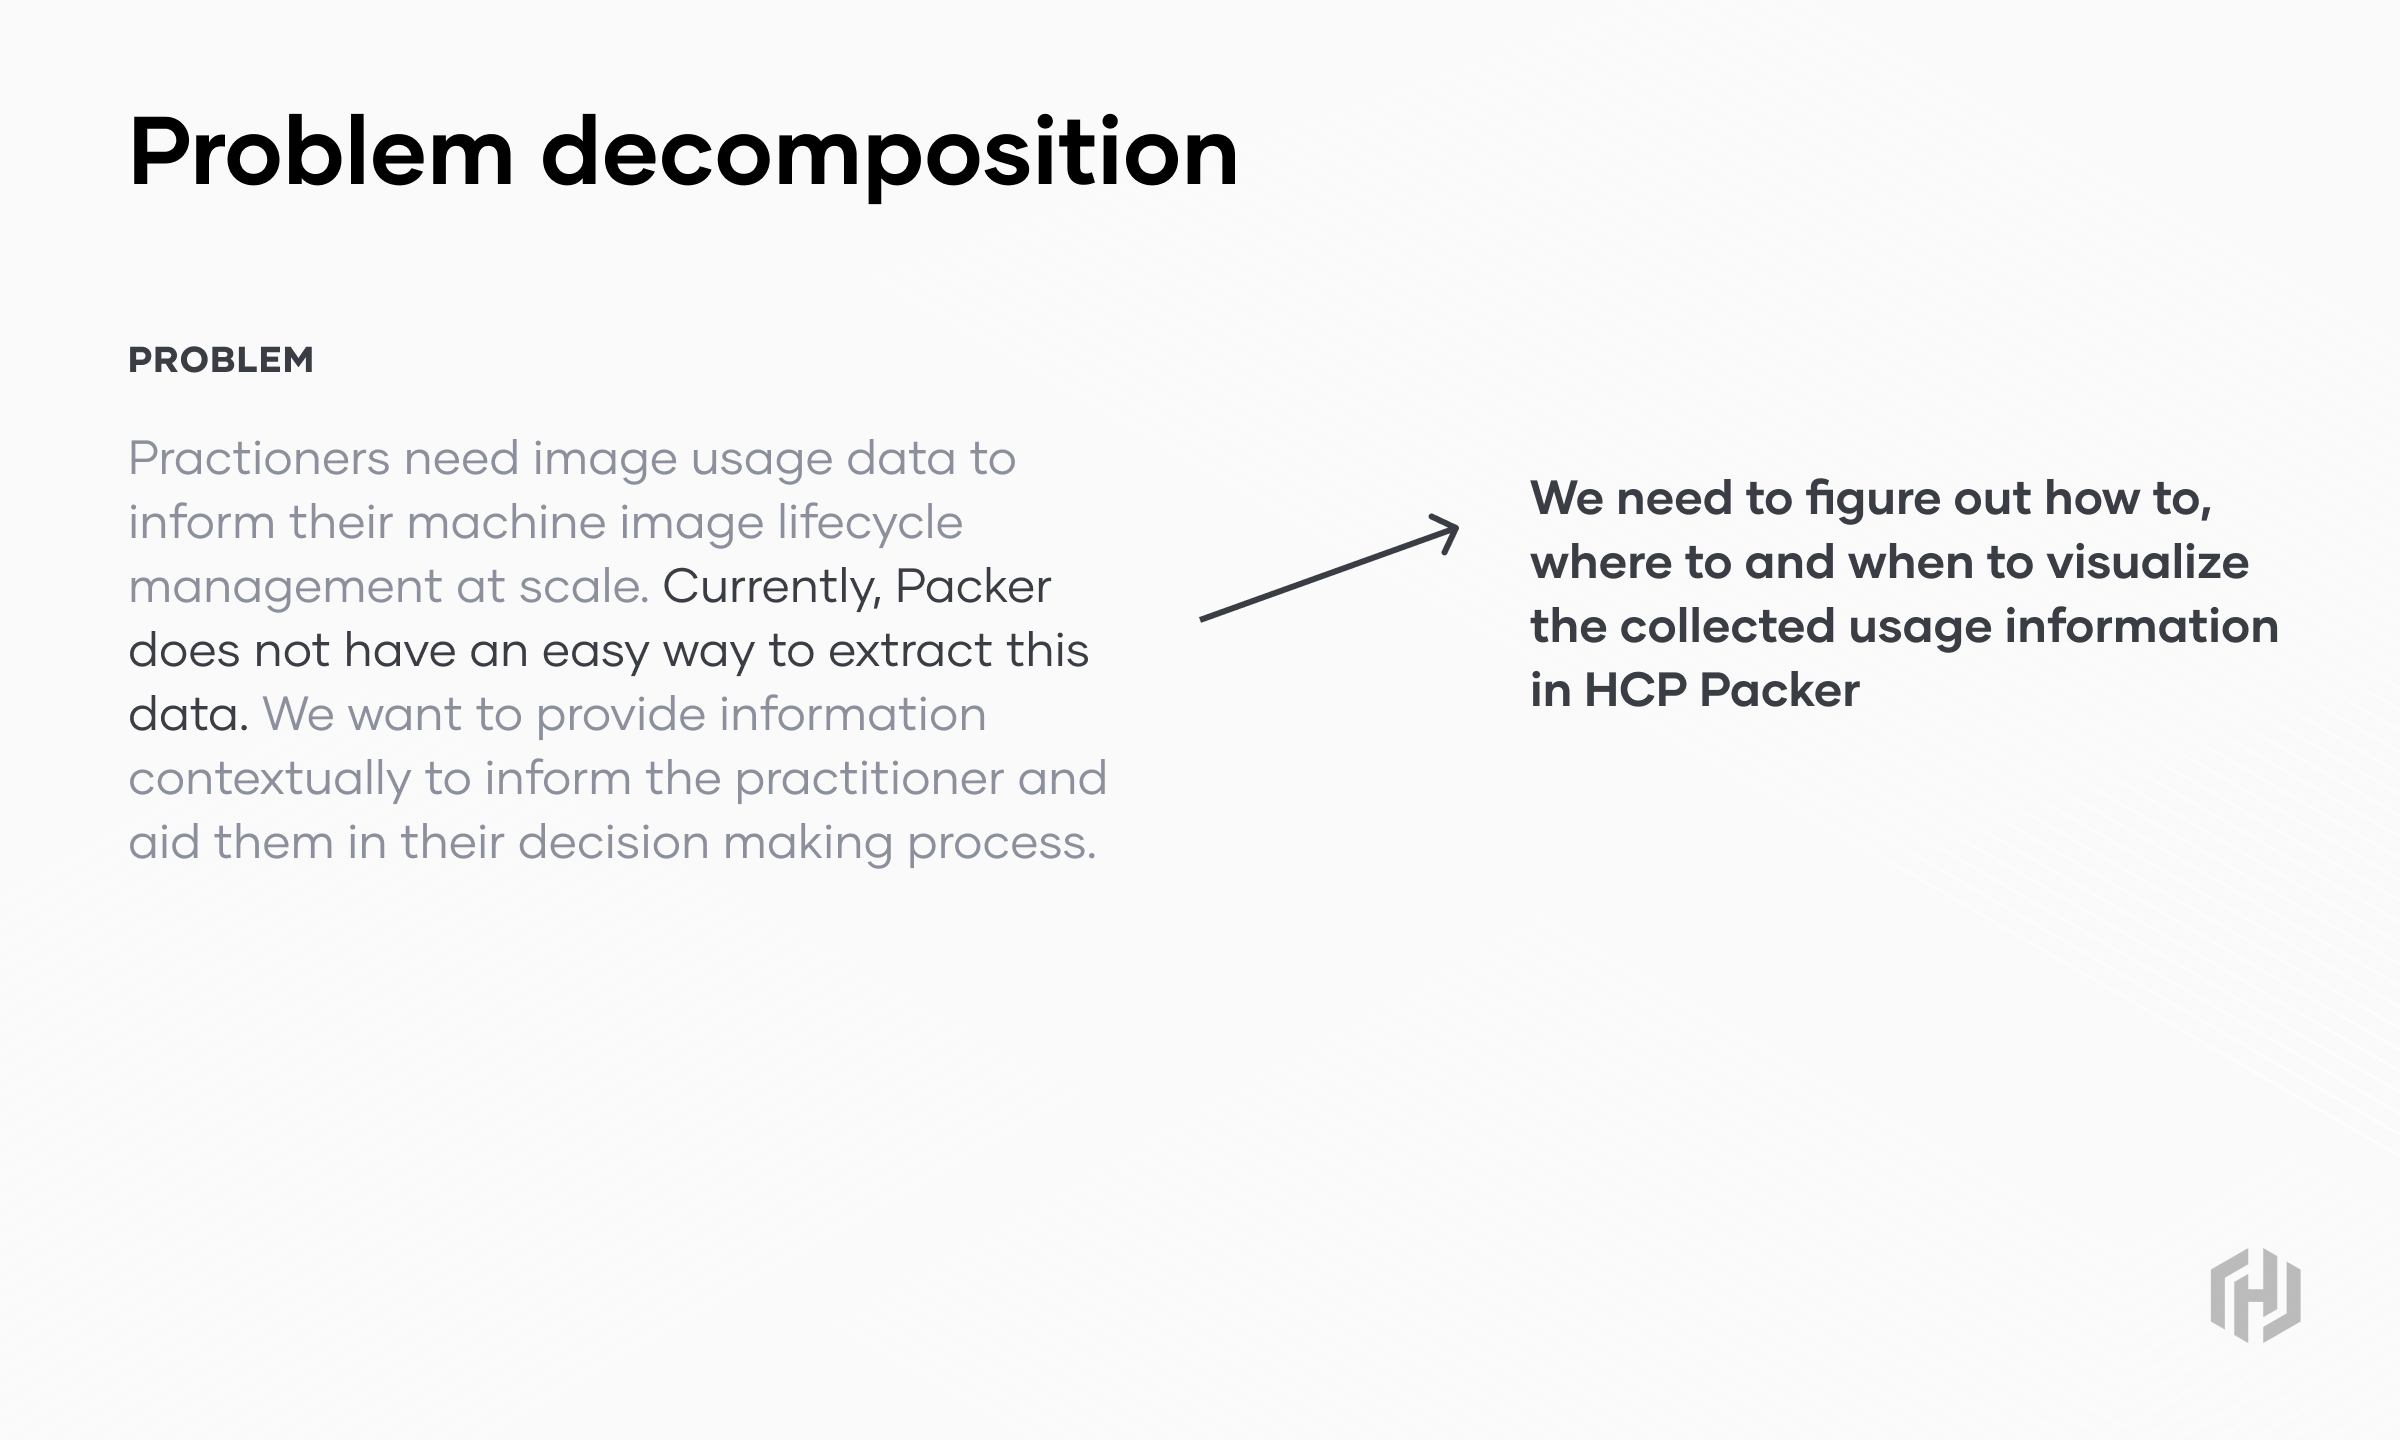 Problem decomposition
PROBLEM
Practioners need image usage data to
inform their machine image lifecycle
management at scale. Currently, Packer
does not have an easy way to extract this
data. We want to provide information
contextually to inform the practitioner and
aid them in their decision making process.
We need to figure out how to,
where to and when to visualize
the collected usage information
in HCP Packer